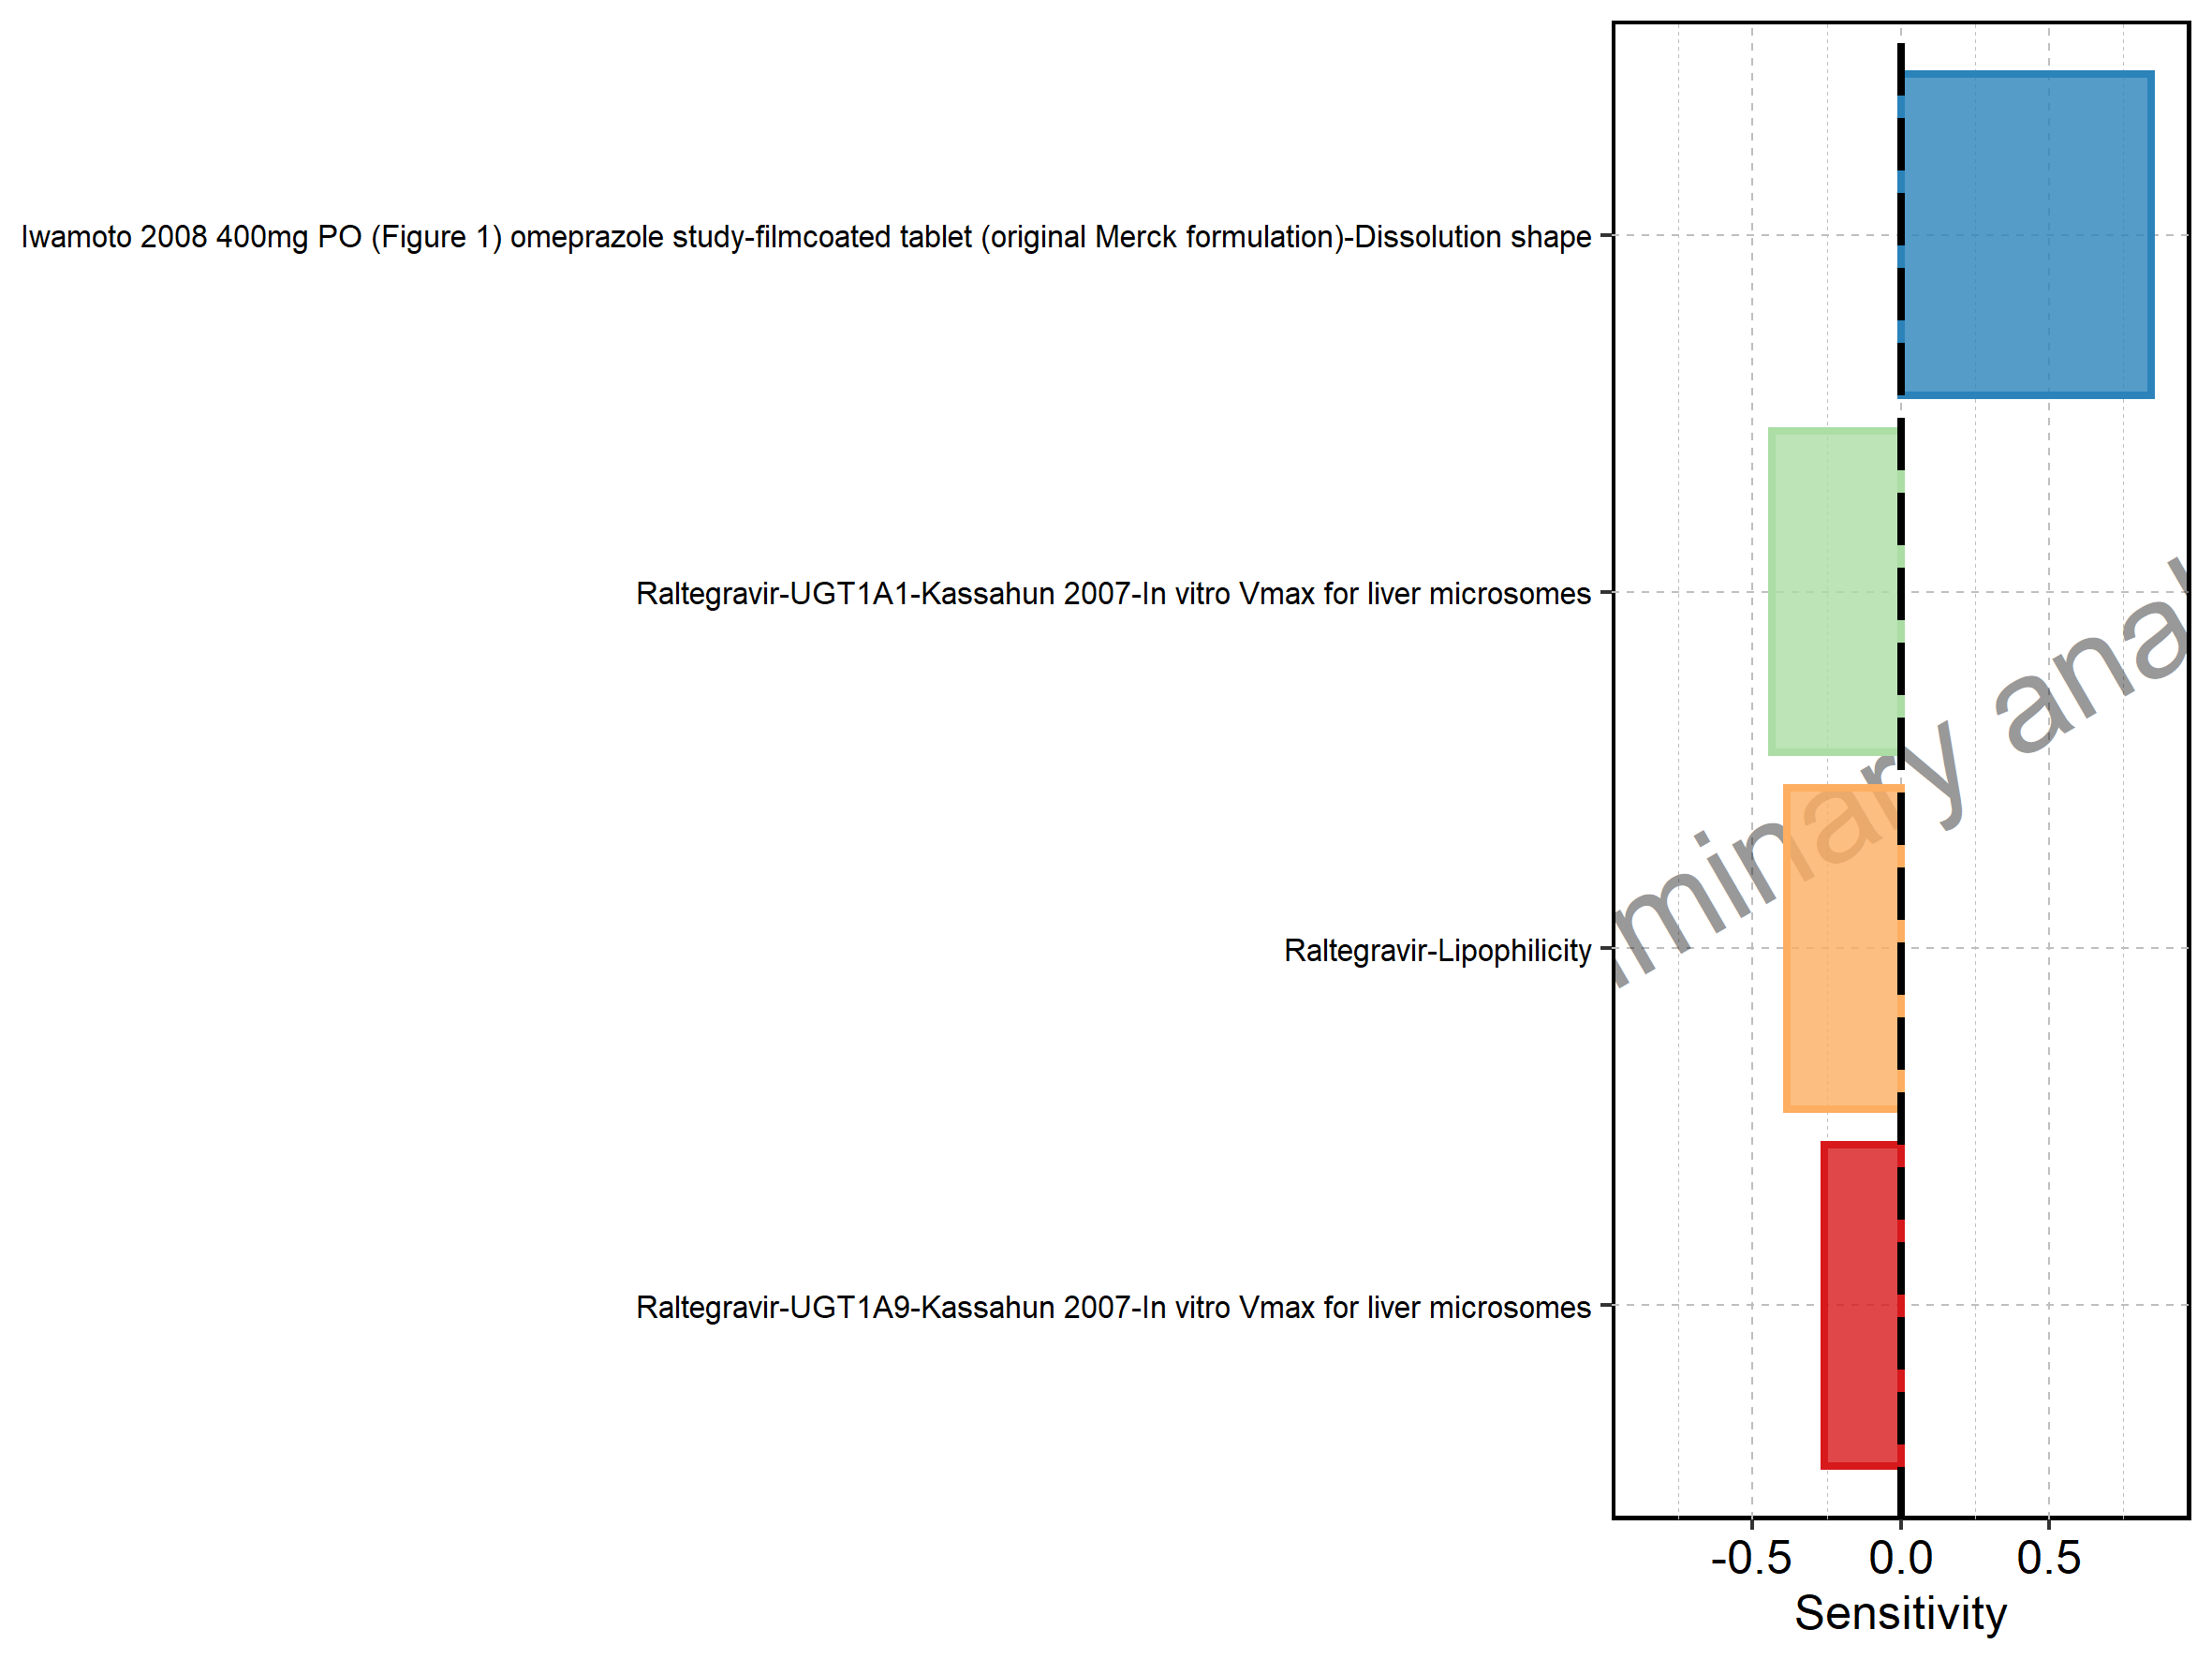 Iwamoto 2008 400mg PO (Figure 1) omeprazole study-filmcoated tablet (original Merck formulation)-Dissolution shape
Raltegravir-UGT1A1-Kassahun 2007-In vitro Vmax for liver microsomes
Raltegravir-Lipophilicity
Raltegravir-UGT1A9-Kassahun 2007-In vitro Vmax for liver microsomes
minary ana
-0.5 0.0 0.5
Sensitivity